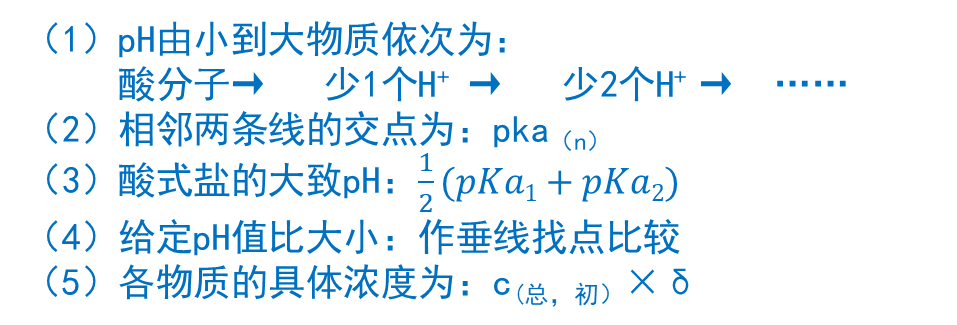 (1) pH由小到大物质依次为：
酸分子→ 少1个H⁺ → 少2个H⁺ → ……
(2) 相邻两条线的交点为：pka（n）
(3) 酸式盐的大致pH：½(pKa₁ + pKa₂)
(4) 给定pH值比大小：作垂线找点比较
(5) 各物质的具体浓度为：c(总，初) × δ